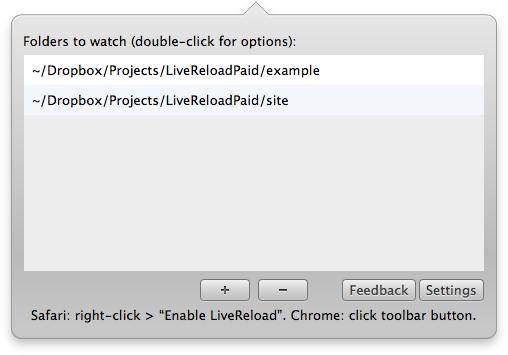 Folders to watch (double-click for options):
~/Dropbox/Projects/LiveReloadPaid/example
~/Dropbox/Projects/LiveReloadPaid/site
+ − Feedback Settings
Safari: right-click > “Enable LiveReload”. Chrome: click toolbar button.